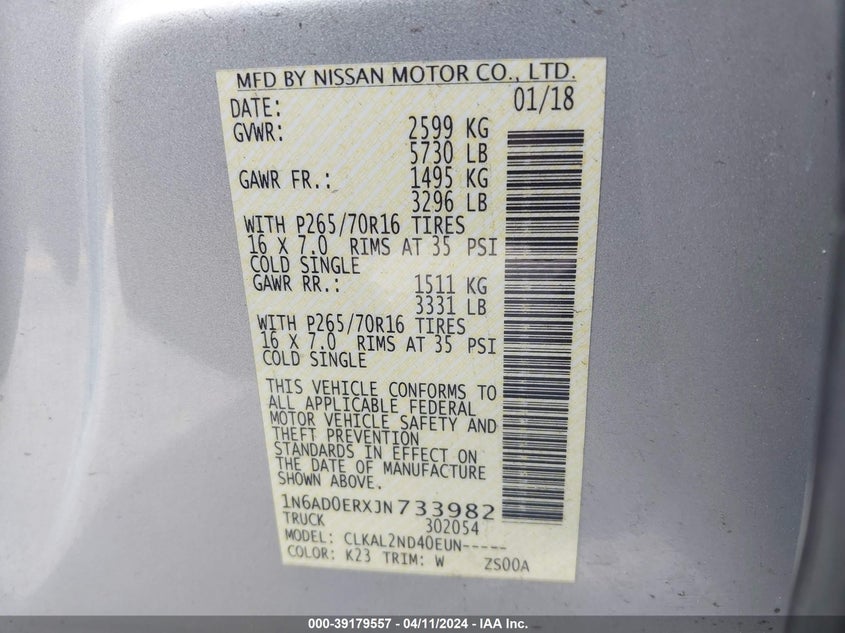 MFD BY NISSAN MOTOR CO., LTD.
DATE: 01/18
GVWR: 2599 KG
5730 LB
GAWR FR.: 1495 KG
3296 LB
WITH P265/70R16 TIRES
16 X 7.0 RIMS AT 35 PSI
COLD SINGLE
GAWR RR.: 1511 KG
3331 LB
WITH P265/70R16 TIRES
16 X 7.0 RIMS AT 35 PSI
COLD SINGLE
THIS VEHICLE CONFORMS TO
ALL APPLICABLE FEDERAL
MOTOR VEHICLE SAFETY AND
THEFT PREVENTION
STANDARDS IN EFFECT ON
THE DATE OF MANUFACTURE
SHOWN ABOVE.
1N6AD0ERXJN733982
TRUCK 302054
MODEL: CLKAL2ND40EUN-----
COLOR: K23 TRIM: W ZS00A
000-39179557 - 04/11/2024 - IAA Inc.